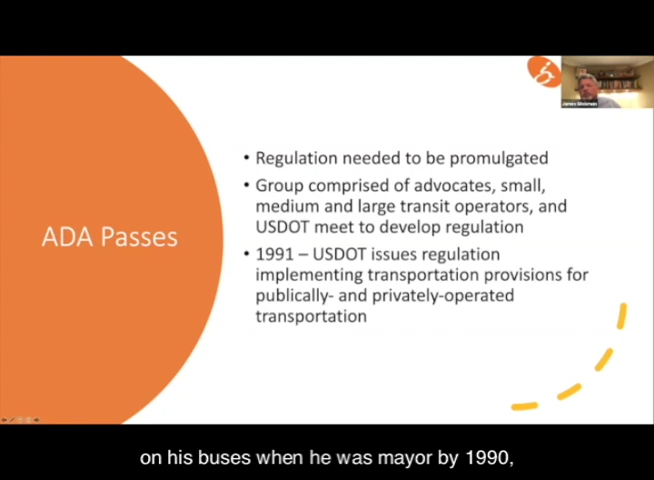 ADA Passes
• Regulation needed to be promulgated
• Group comprised of advocates, small,
medium and large transit operators, and
USDOT meet to develop regulation
• 1991 – USDOT issues regulation
implementing transportation provisions for
publically- and privately-operated
transportation
on his buses when he was mayor by 1990,